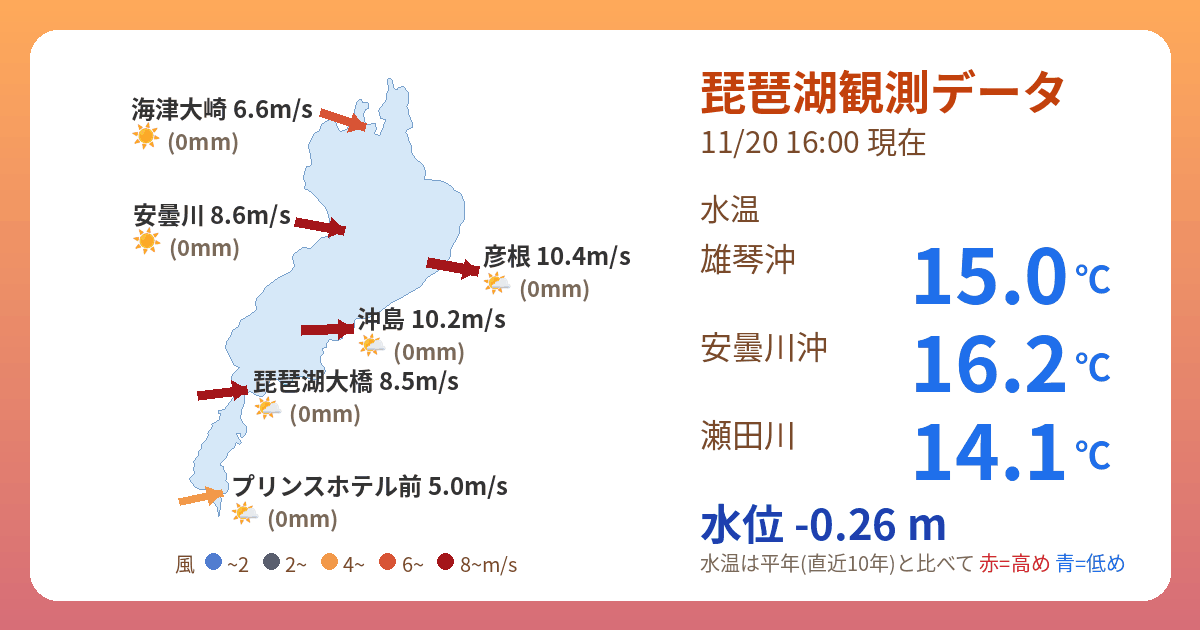 海津大崎 6.6m/s
(0mm)
安曇川 8.6m/s
(0mm)
彦根 10.4m/s
(0mm)
沖島 10.2m/s
(0mm)
琵琶湖大橋 8.5m/s
(0mm)
プリンスホテル前 5.0m/s
(0mm)
風 ~2 2~ 4~ 6~ 8~m/s
琵琶湖観測データ
11/20 16:00 現在
水温
雄琴沖 15.0℃
安曇川沖 16.2℃
瀬田川 14.1℃
水位 -0.26 m
水温は平年(直近10年)と比べて 赤=高め 青=低め